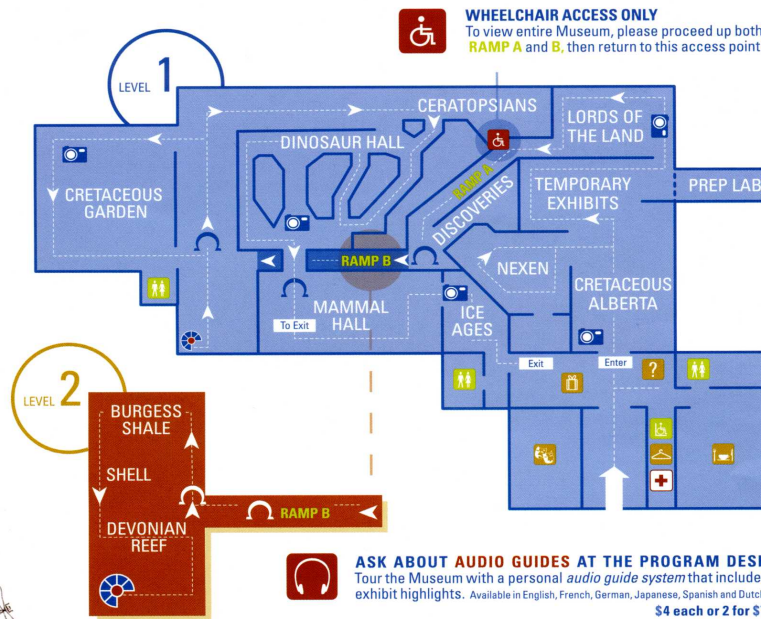 WHEELCHAIR ACCESS ONLY
To view entire Museum, please proceed up both
RAMP A and B, then return to this access point
LEVEL 1
CERATOPSIANS
LORDS OF
THE LAND
DINOSAUR HALL
CRETACEOUS
GARDEN
RAMP A
DISCOVERIES
TEMPORARY
EXHIBITS
PREP LAB
RAMP B
NEXEN
CRETACEOUS
ALBERTA
MAMMAL
HALL
To Exit
ICE
AGES
Exit
Enter
?
LEVEL 2
BURGESS
SHALE
SHELL
DEVONIAN
REEF
RAMP B
ASK ABOUT AUDIO GUIDES AT THE PROGRAM DES
Tour the Museum with a personal audio guide system that include
exhibit highlights. Available in English, French, German, Japanese, Spanish and Dutch
$4 each or 2 for $